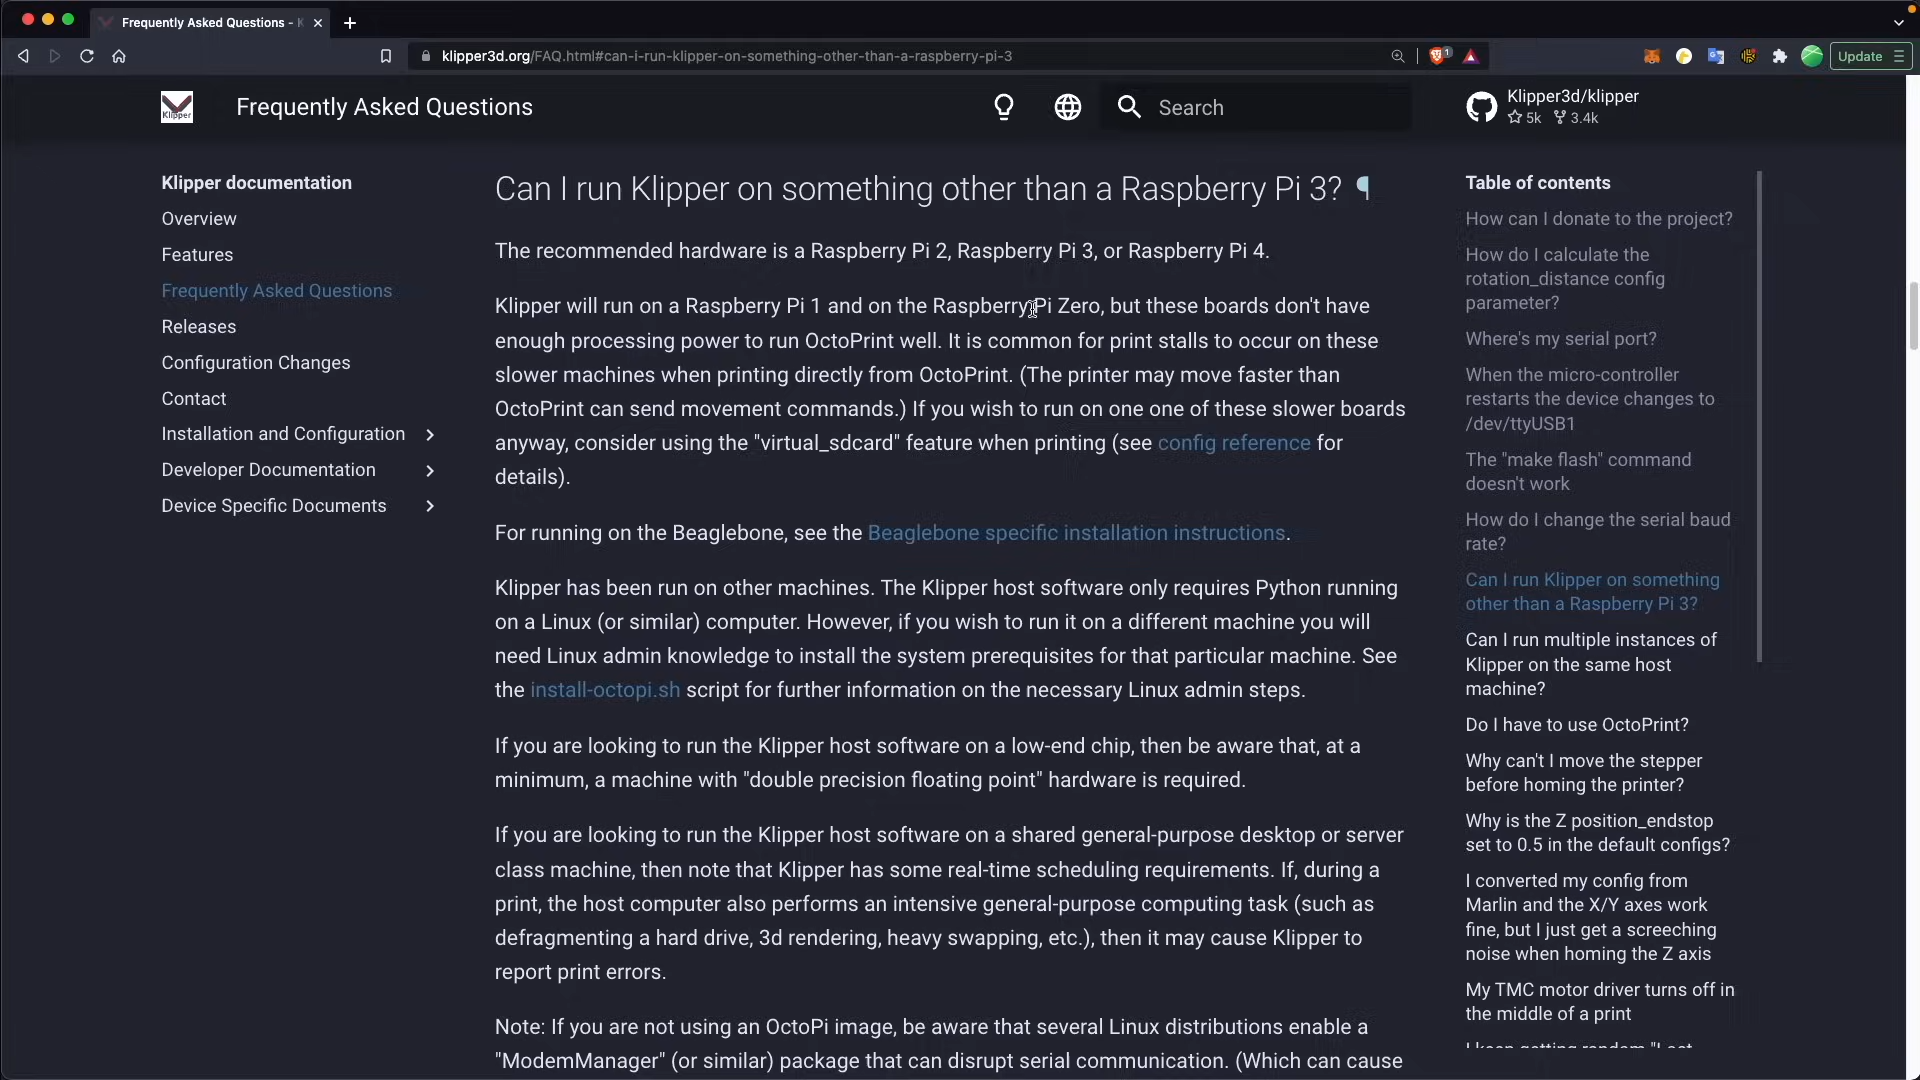 Frequently Asked Questions - K
Update
klipper3d.org/FAQ.html#can-i-run-klipper-on-something-other-than-a-raspberry-pi-3
1
Klipper
Frequently Asked Questions
Search
Klipper3d/klipper
5k 3.4k
Klipper documentation
Overview
Features
Frequently Asked Questions
Releases
Configuration Changes
Contact
Installation and Configuration
Developer Documentation
Device Specific Documents
Can I run Klipper on something other than a Raspberry Pi 3? ¶
The recommended hardware is a Raspberry Pi 2, Raspberry Pi 3, or Raspberry Pi 4.
Klipper will run on a Raspberry Pi 1 and on the Raspberry Pi Zero, but these boards don't have
enough processing power to run OctoPrint well. It is common for print stalls to occur on these
slower machines when printing directly from OctoPrint. (The printer may move faster than
OctoPrint can send movement commands.) If you wish to run on one one of these slower boards
anyway, consider using the "virtual_sdcard" feature when printing (see config reference for
details).
For running on the Beaglebone, see the Beaglebone specific installation instructions.
Klipper has been run on other machines. The Klipper host software only requires Python running
on a Linux (or similar) computer. However, if you wish to run it on a different machine you will
need Linux admin knowledge to install the system prerequisites for that particular machine. See
the install-octopi.sh script for further information on the necessary Linux admin steps.
If you are looking to run the Klipper host software on a low-end chip, then be aware that, at a
minimum, a machine with "double precision floating point" hardware is required.
If you are looking to run the Klipper host software on a shared general-purpose desktop or server
class machine, then note that Klipper has some real-time scheduling requirements. If, during a
print, the host computer also performs an intensive general-purpose computing task (such as
defragmenting a hard drive, 3d rendering, heavy swapping, etc.), then it may cause Klipper to
report print errors.
Note: If you are not using an OctoPi image, be aware that several Linux distributions enable a
"ModemManager" (or similar) package that can disrupt serial communication. (Which can cause
Table of contents
How can I donate to the project?
How do I calculate the
rotation_distance config
parameter?
Where's my serial port?
When the micro-controller
restarts the device changes to
/dev/ttyUSB1
The "make flash" command
doesn't work
How do I change the serial baud
rate?
Can I run Klipper on something
other than a Raspberry Pi 3?
Can I run multiple instances of
Klipper on the same host
machine?
Do I have to use OctoPrint?
Why can't I move the stepper
before homing the printer?
Why is the Z position_endstop
set to 0.5 in the default configs?
I converted my config from
Marlin and the X/Y axes work
fine, but I just get a screeching
noise when homing the Z axis
My TMC motor driver turns off in
the middle of a print
I keep getting random "Lost